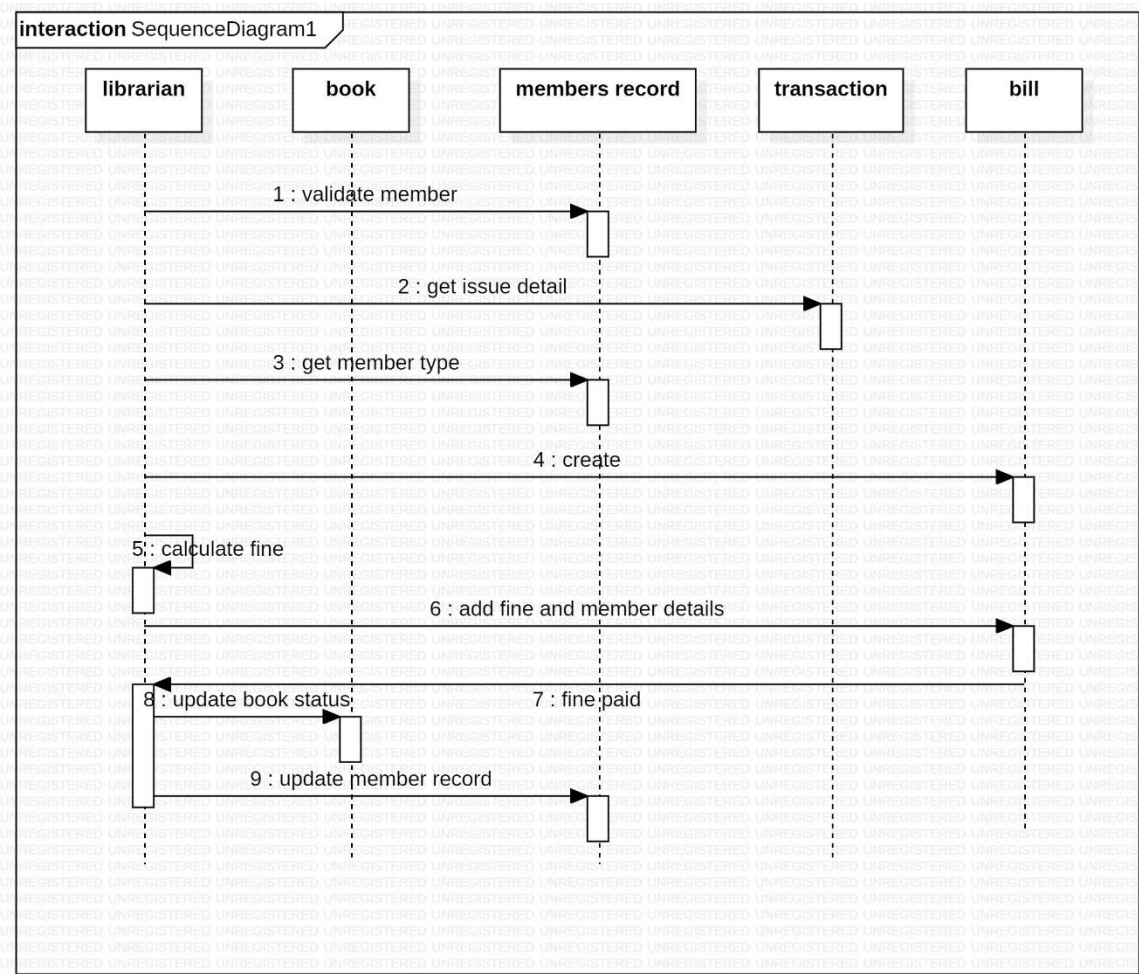 interaction SequenceDiagram1
librarian
book
members record
transaction
bill
1 : validate member
2 : get issue detail
3 : get member type
4 : create
5 : calculate fine
6 : add fine and member details
7 : fine paid
8 : update book status
9 : update member record
UNREGISTERED